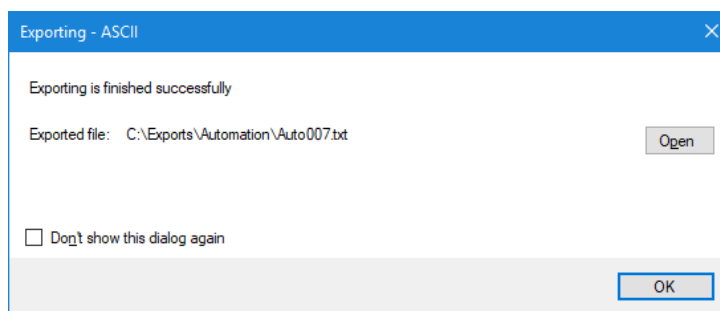 Exporting - ASCII
Exporting is finished successfully
Exported file: C:\Exports\Automation\Auto007.txt
Open
Don't show this dialog again
OK